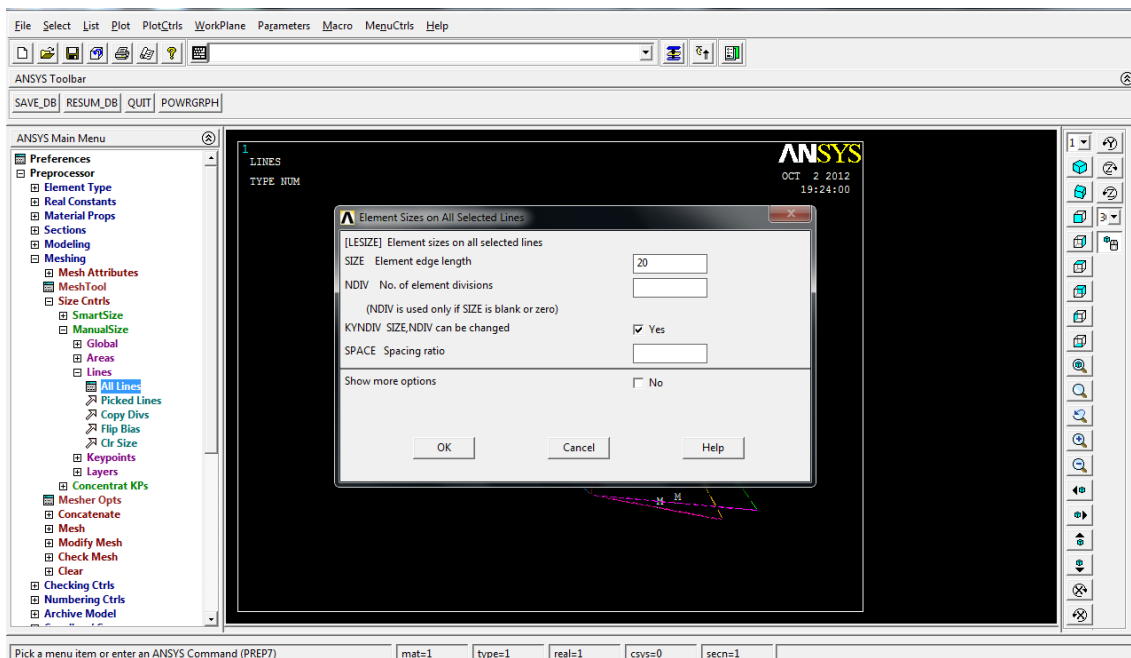 File Select List Plot PlotCtrls WorkPlane Parameters Macro MenuCtrls Help
ANSYS Toolbar
SAVE_DB RESUM_DB QUIT POWRGRPH
ANSYS Main Menu
Preferences
Preprocessor
Element Type
Real Constants
Material Props
Sections
Modeling
Meshing
Mesh Attributes
MeshTool
Size Cntrls
SmartSize
ManualSize
Global
Areas
Lines
All Lines
Picked Lines
Copy Divs
Flip Bias
Clr Size
Keypoints
Layers
Concentrat KPs
Mesher Opts
Concatenate
Mesh
Modify Mesh
Check Mesh
Clear
Checking Ctrls
Numbering Ctrls
Archive Model
1
LINES
TYPE NUM
ANSYS
OCT 2 2012
19:24:00
Element Sizes on All Selected Lines
[LESIZE] Element sizes on all selected lines
SIZE Element edge length 20
NDIV No. of element divisions
(NDIV is used only if SIZE is blank or zero)
KYNDIV SIZE,NDIV can be changed Yes
SPACE Spacing ratio
Show more options No
OK Cancel Help
M M
1
Pick a menu item or enter an ANSYS Command (PREP7) mat=1 type=1 real=1 csys=0 secn=1